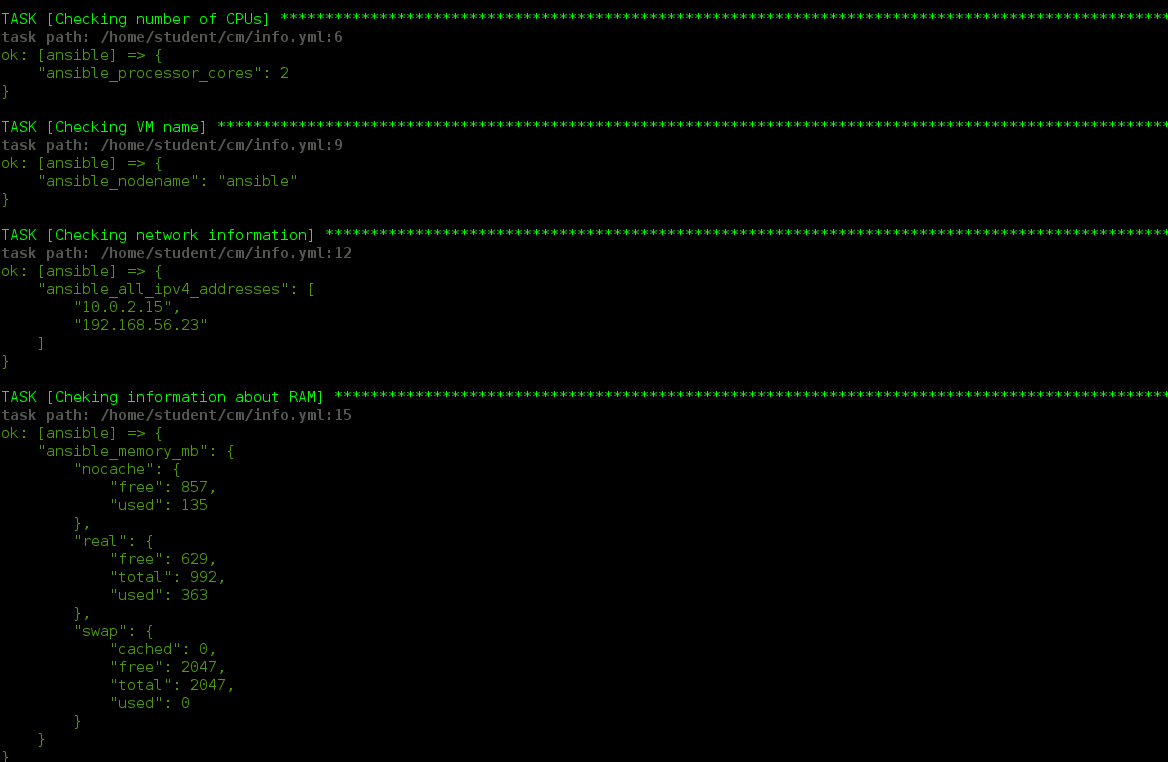 TASK [Checking number of CPUs] ***************************************************************************************************
task path: /home/student/cm/info.yml:6
ok: [ansible] => {
    "ansible_processor_cores": 2
}

TASK [Checking VM name] **********************************************************************************************************
task path: /home/student/cm/info.yml:9
ok: [ansible] => {
    "ansible_nodename": "ansible"
}

TASK [Checking network information] **********************************************************************************************
task path: /home/student/cm/info.yml:12
ok: [ansible] => {
    "ansible_all_ipv4_addresses": [
        "10.0.2.15",
        "192.168.56.23"
    ]
}

TASK [Cheking information about RAM] *********************************************************************************************
task path: /home/student/cm/info.yml:15
ok: [ansible] => {
    "ansible_memory_mb": {
        "nocache": {
            "free": 857,
            "used": 135
        },
        "real": {
            "free": 629,
            "total": 992,
            "used": 363
        },
        "swap": {
            "cached": 0,
            "free": 2047,
            "total": 2047,
            "used": 0
        }
    }
}